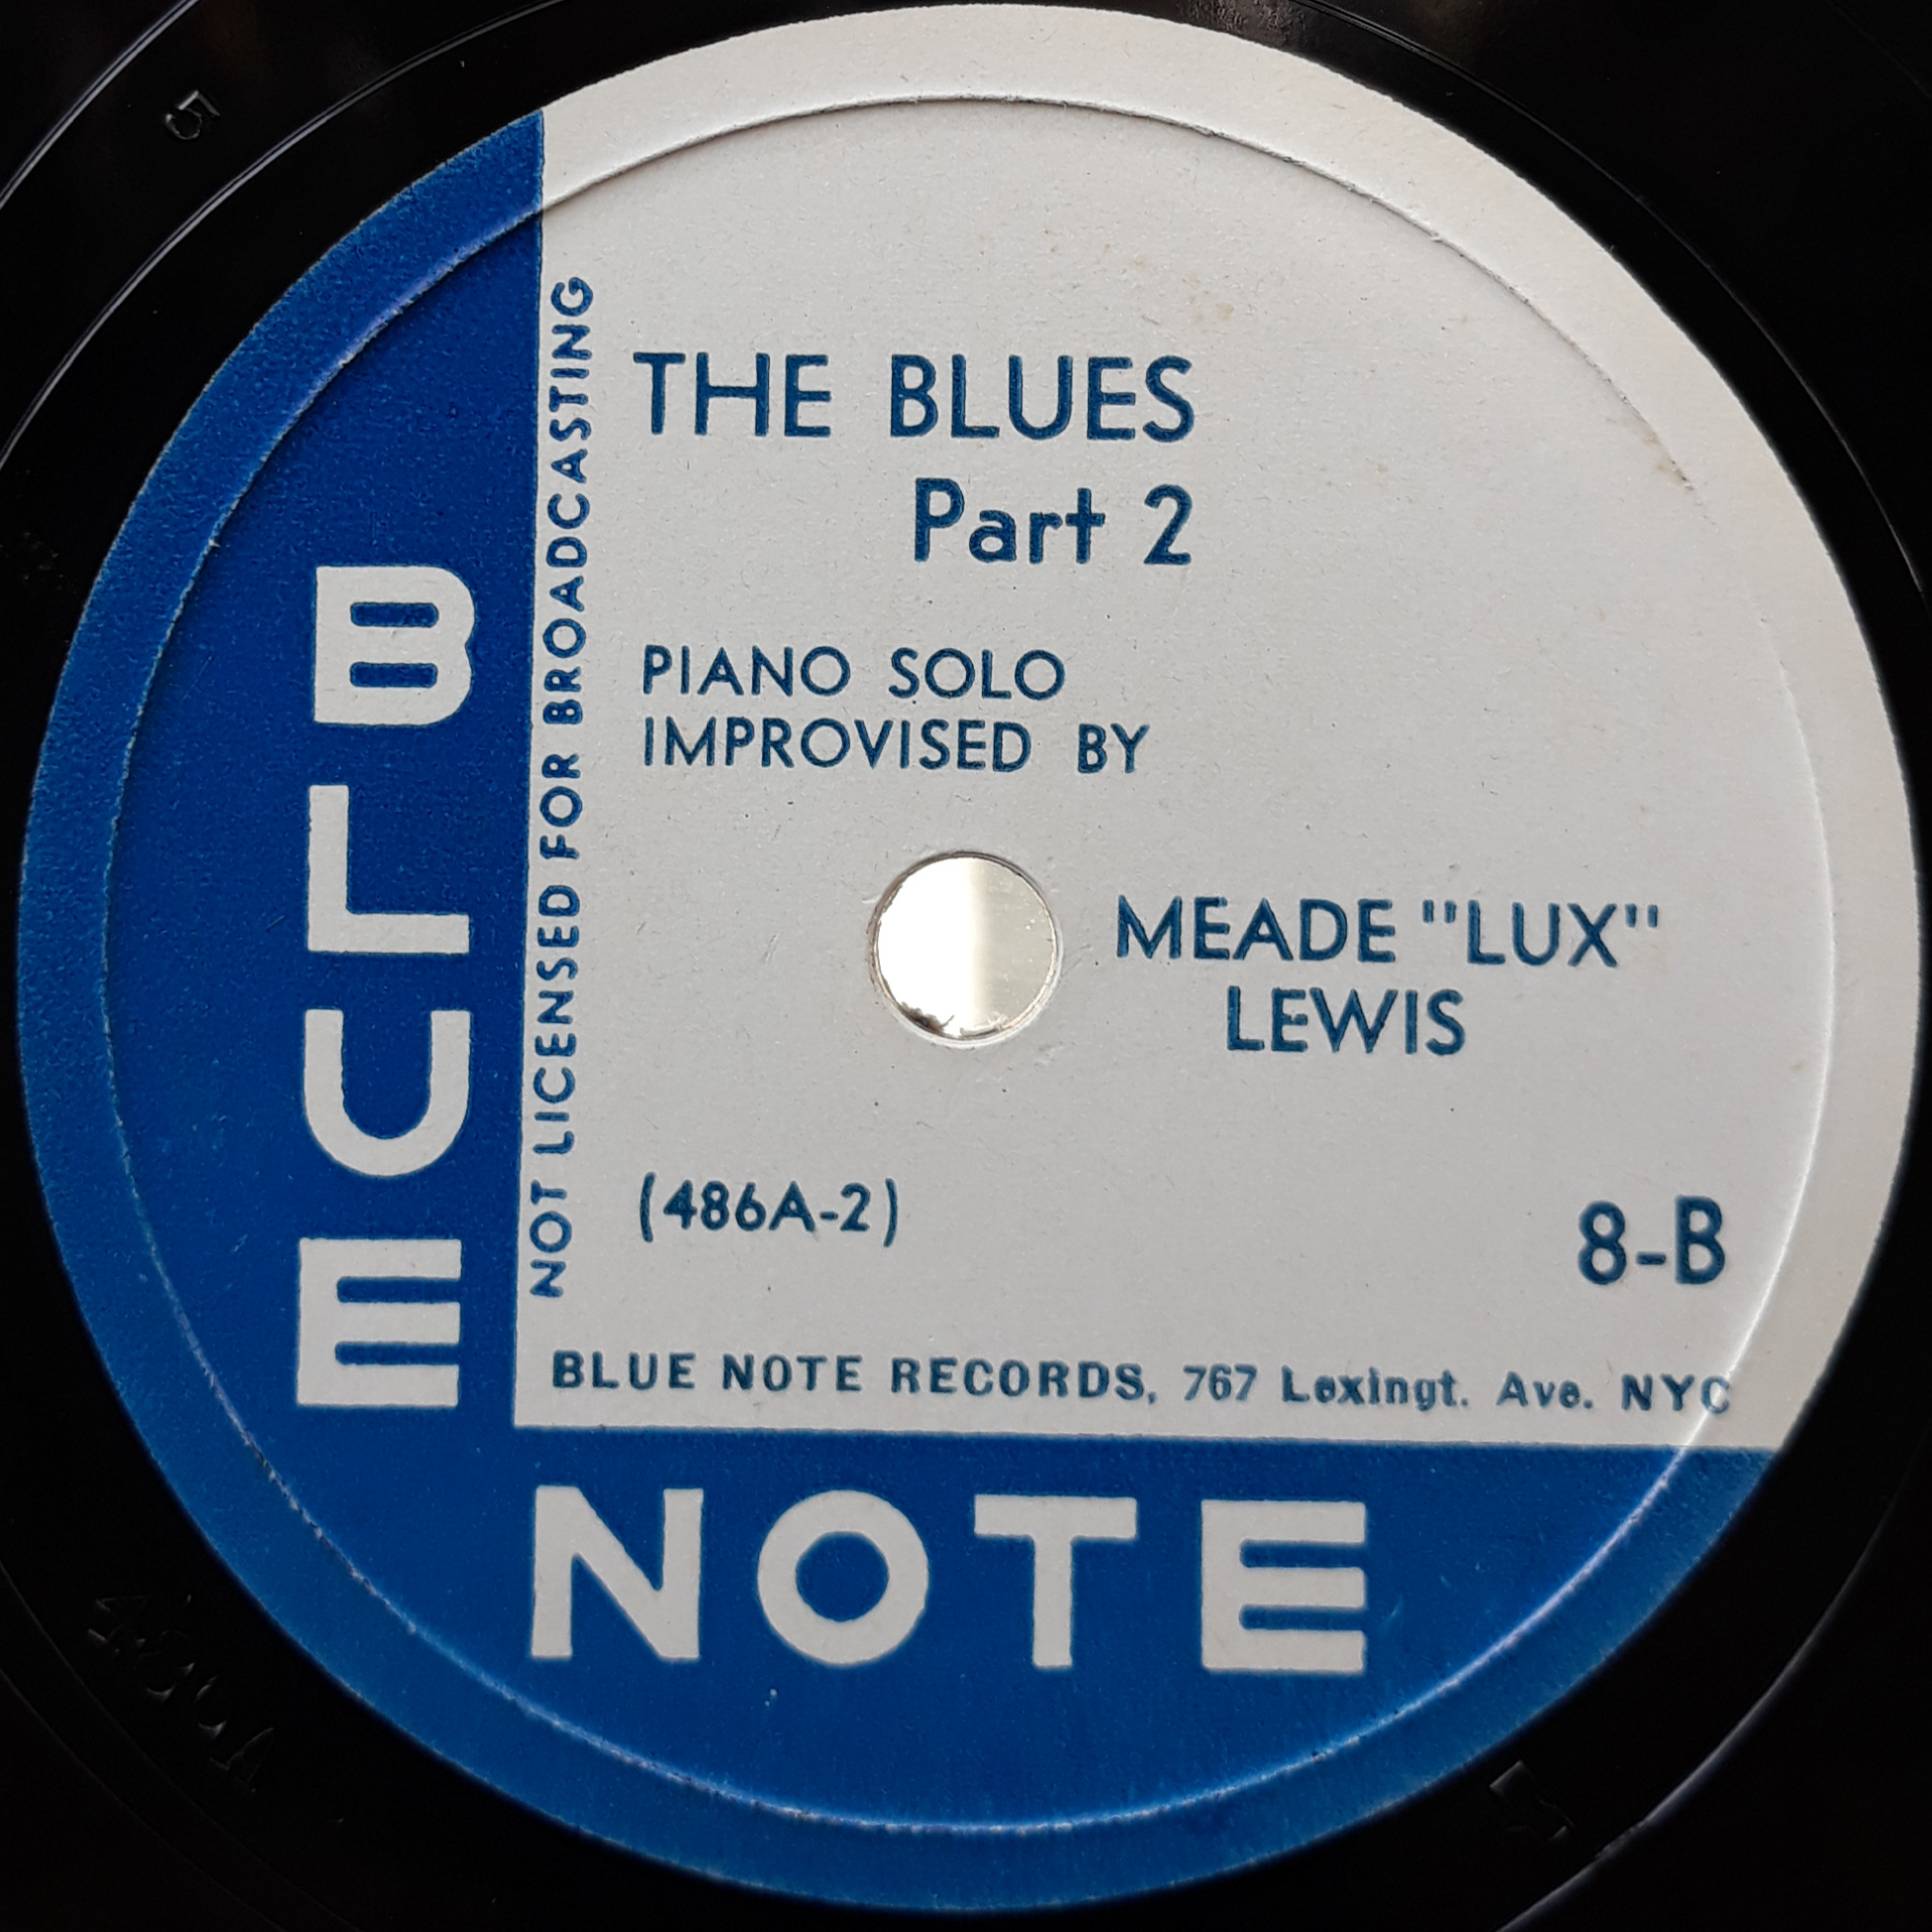 THE BLUES
Part 2
PIANO SOLO
IMPROVISED BY
MEADE "LUX"
LEWIS
(486A-2)
8-B
NOT LICENSED FOR BROADCASTING
BLUE NOTE RECORDS, 767 Lexingt. Ave. NYC
BLUE
NOTE
5